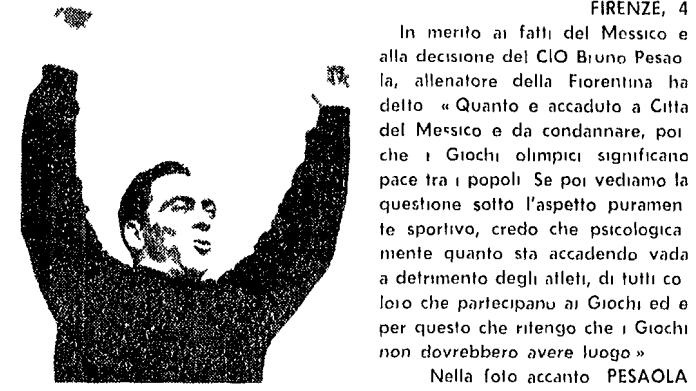 FIRENZE, 4
In merito ai fatti del Messico e
alla decisione del CIO Bruno Pesao
la, allenatore della Fiorentina ha
detto «Quanto e accaduto a Citta
del Messico e da condannare, poi
che i Giochi olimpici significano
pace tra i popoli Se poi vediamo la
questione sotto l'aspetto puramen
te sportivo, credo che psicologica
mente quanto sta accadendo vada
a detrimento degli atleti, di tutti co
loro che partecipano ai Giochi ed e
per questo che ritengo che i Giochi
non dovrebbero avere luogo»
Nella foto accanto PESAOLA